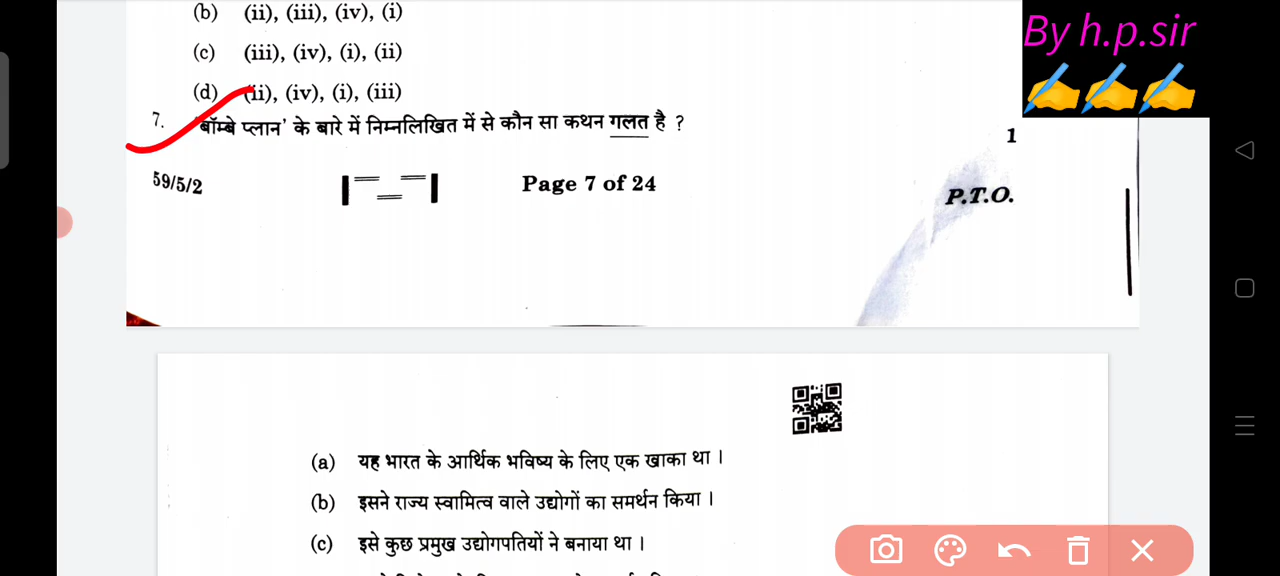 (b) (ii), (iii), (iv), (i)
By h.p.sir
(c) (iii), (iv), (i), (ii)
(d) (ii), (iv), (i), (iii)
7. 'बॉम्बे प्लान' के बारे में निम्नलिखित में से कौन सा कथन गलत है ?
1
59/5/2
Page 7 of 24
P.T.O.
(a) यह भारत के आर्थिक भविष्य के लिए एक खाका था ।
(b) इसने राज्य स्वामित्व वाले उद्योगों का समर्थन किया ।
(c) इसे कुछ प्रमुख उद्योगपतियों ने बनाया था ।